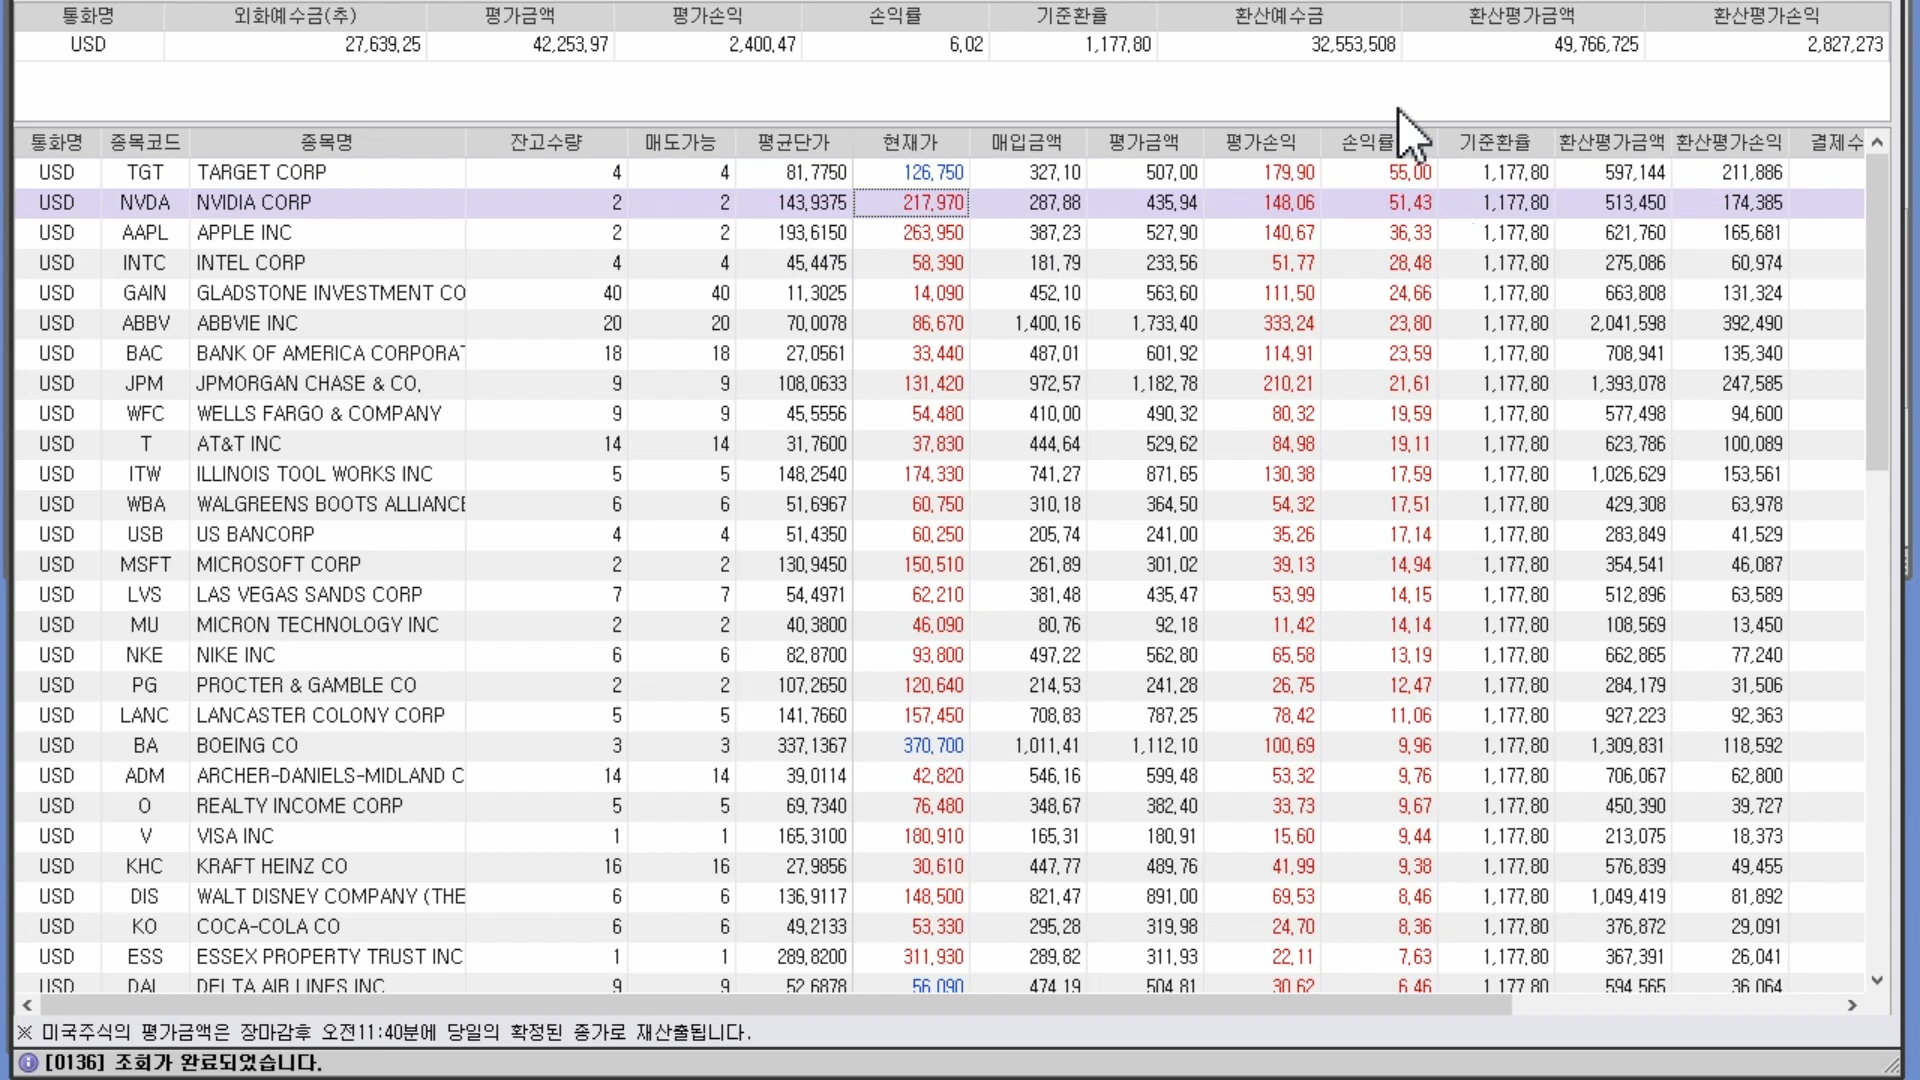 통화명 외화예수금(추) 평가금액 평가손익 손익률 기준환율 환산예수금 환산평가금액 환산평가손익
USD 27,639,25 42,253,97 2,400,47 6,02 1,177,80 32,553,508 49,766,725 2,827,273
통화명 종목코드 종목명 잔고수량 매도가능 평균단가 현재가 매입금액 평가금액 평가손익 손익률 기준환율 환산평가금액 환산평가손익 결제수
USD TGT TARGET CORP 4 4 81,7750 126,750 327,10 507,00 179,90 55,00 1,177,80 597,144 211,886
USD NVDA NVIDIA CORP 2 2 143,9375 217,970 287,88 435,94 148,06 51,43 1,177,80 513,450 174,385
USD AAPL APPLE INC 2 2 193,6150 263,950 387,23 527,90 140,67 36,33 1,177,80 621,760 165,681
USD INTC INTEL CORP 4 4 45,4475 58,390 181,79 233,56 51,77 28,48 1,177,80 275,086 60,974
USD GAIN GLADSTONE INVESTMENT CO 40 40 11,3025 14,090 452,10 563,60 111,50 24,66 1,177,80 663,808 131,324
USD ABBV ABBVIE INC 20 20 70,0078 86,670 1,400,16 1,733,40 333,24 23,80 1,177,80 2,041,598 392,490
USD BAC BANK OF AMERICA CORPORAT 18 18 27,0561 33,440 487,01 601,92 114,91 23,59 1,177,80 708,941 135,340
USD JPM JPMORGAN CHASE & CO, 9 9 108,0633 131,420 972,57 1,182,78 210,21 21,61 1,177,80 1,393,078 247,585
USD WFC WELLS FARGO & COMPANY 9 9 45,5556 54,480 410,00 490,32 80,32 19,59 1,177,80 577,498 94,600
USD T AT&T INC 14 14 31,7600 37,830 444,64 529,62 84,98 19,11 1,177,80 623,786 100,089
USD ITW ILLINOIS TOOL WORKS INC 5 5 148,2540 174,330 741,27 871,65 130,38 17,59 1,177,80 1,026,629 153,561
USD WBA WALGREENS BOOTS ALLIANCE 6 6 51,6967 60,750 310,18 364,50 54,32 17,51 1,177,80 429,308 63,978
USD USB US BANCORP 4 4 51,4350 60,250 205,74 241,00 35,26 17,14 1,177,80 283,849 41,529
USD MSFT MICROSOFT CORP 2 2 130,9450 150,510 261,89 301,02 39,13 14,94 1,177,80 354,541 46,087
USD LVS LAS VEGAS SANDS CORP 7 7 54,4971 62,210 381,48 435,47 53,99 14,15 1,177,80 512,896 63,589
USD MU MICRON TECHNOLOGY INC 2 2 40,3800 46,090 80,76 92,18 11,42 14,14 1,177,80 108,569 13,450
USD NKE NIKE INC 6 6 82,8700 93,800 497,22 562,80 65,58 13,19 1,177,80 662,865 77,240
USD PG PROCTER & GAMBLE CO 2 2 107,2650 120,640 214,53 241,28 26,75 12,47 1,177,80 284,179 31,506
USD LANC LANCASTER COLONY CORP 5 5 141,7660 157,450 708,83 787,25 78,42 11,06 1,177,80 927,223 92,363
USD BA BOEING CO 3 3 337,1367 370,700 1,011,41 1,112,10 100,69 9,96 1,177,80 1,309,831 118,592
USD ADM ARCHER-DANIELS-MIDLAND C 14 14 39,0114 42,820 546,16 599,48 53,32 9,76 1,177,80 706,067 62,800
USD O REALTY INCOME CORP 5 5 69,7340 76,480 348,67 382,40 33,73 9,67 1,177,80 450,390 39,727
USD V VISA INC 1 1 165,3100 180,910 165,31 180,91 15,60 9,44 1,177,80 213,075 18,373
USD KHC KRAFT HEINZ CO 16 16 27,9856 30,610 447,77 489,76 41,99 9,38 1,177,80 576,839 49,455
USD DIS WALT DISNEY COMPANY (THE 6 6 136,9117 148,500 821,47 891,00 69,53 8,46 1,177,80 1,049,419 81,892
USD KO COCA-COLA CO 6 6 49,2133 53,330 295,28 319,98 24,70 8,36 1,177,80 376,872 29,091
USD ESS ESSEX PROPERTY TRUST INC 1 1 289,8200 311,930 289,82 311,93 22,11 7,63 1,177,80 367,391 26,041
USD DAL DELTA AIR LINES INC 9 9 52,6878 56,090 474,19 504,81 30,62 6,46 1,177,80 594,565 36,064
※ 미국주식의 평가금액은 장마감후 오전11:40분에 당일의 확정된 종가로 재산출됩니다.
[0136] 조회가 완료되었습니다.